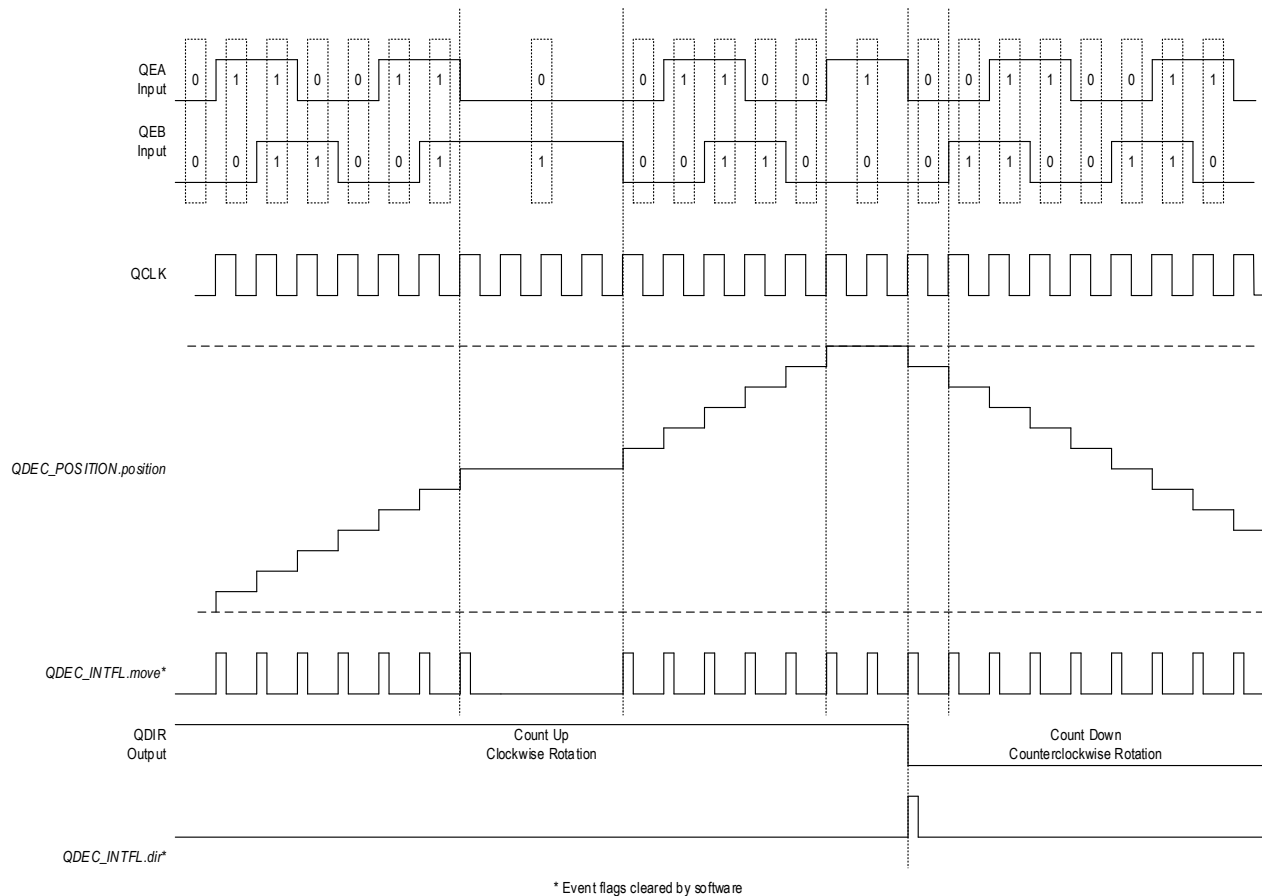 QEA
Input
0 1 1 0 0 1 1 0 0 1 1 0 0 1 0 0 1 1 0 0 1 1
QEB
Input
0 0 1 1 0 0 1 1 0 0 1 1 0 0 0 1 1 0 0 1 1 0
QCLK
QDEC_POSITION.position
QDEC_INTFL.move*
QDIR
Output
Count Up
Clockwise Rotation
Count Down
Counterclockwise Rotation
QDEC_INTFL.dir*
* Event flags cleared by software